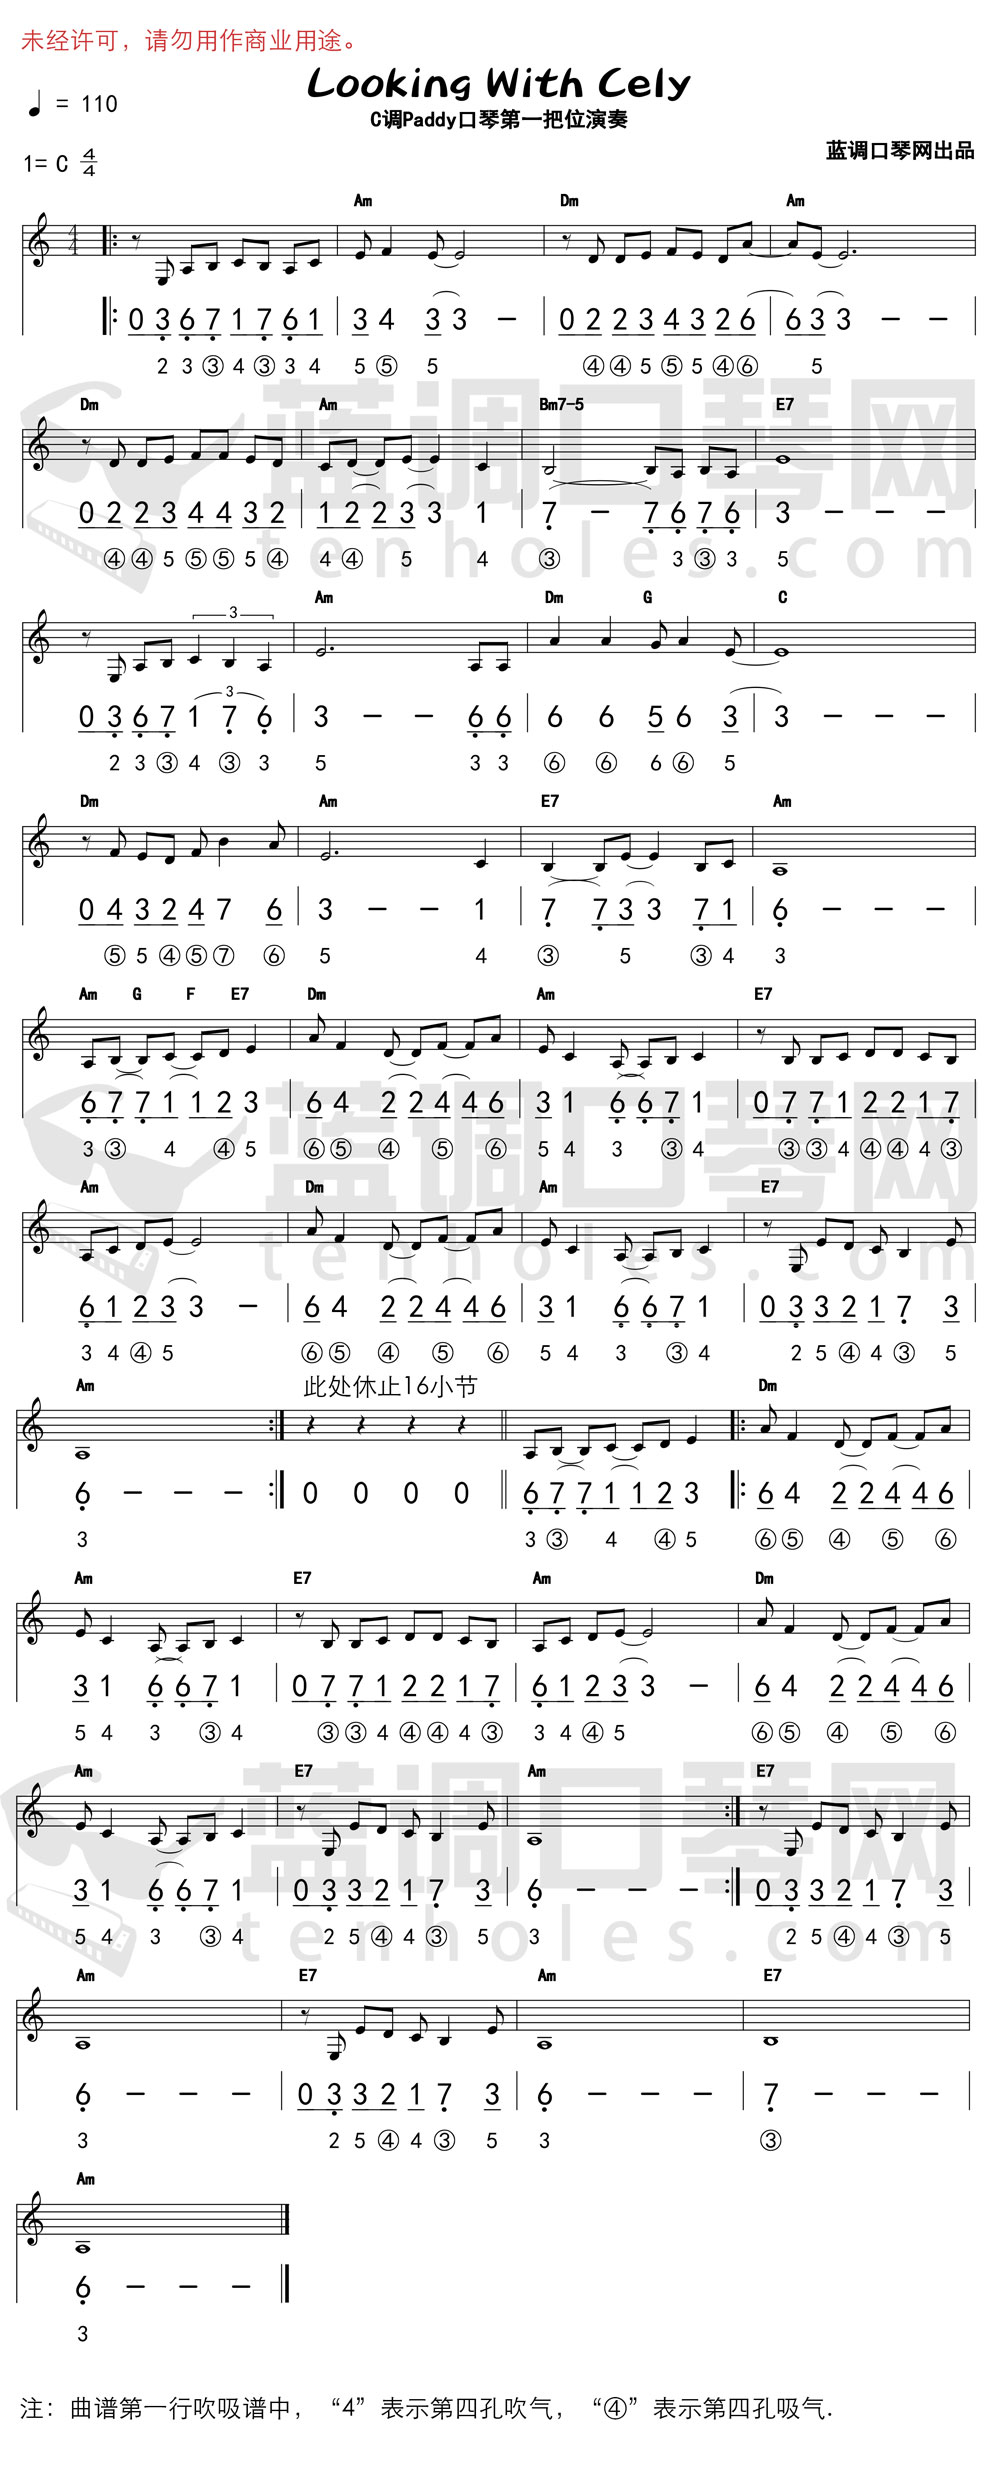 未经许可，请勿用作商业用途。
Looking With Cely
♩ = 110
C调Paddy口琴第一把位演奏
1= C 4/4
蓝调口琴网出品
Am Dm Am
0 3 6 7 1 7 6 1 3 4 3 3 – 0 2 2 3 4 3 2 6 6 3 3 – –
2 3 ③ 4 ③ 3 4 5 ⑤ 5 ④ ④ 5 ⑤ 5 ④ ⑥ 5
Dm Am Bm7-5 E7
0 2 2 3 4 4 3 2 1 2 2 3 3 1 7 – 7 6 7 6 3 – – –
④ ④ 5 ⑤ ⑤ 5 ④ 4 ④ 5 4 ③ 3 ③ 3 5
3
Am Dm G C
0 3 6 7 1 7 6 3 – – 6 6 6 6 5 6 3 3 – – –
3
2 3 ③ 4 ③ 3 5 3 3 ⑥ ⑥ 6 ⑥ 5
Dm Am E7 Am
0 4 3 2 4 7 6 3 – – 1 7 7 3 3 7 1 6 – – –
⑤ 5 ④ ⑤ ⑦ ⑥ 5 4 ③ 5 ③ 4 3
Am G F E7 Dm Am E7
6 7 7 1 1 2 3 6 4 2 2 4 4 6 3 1 6 6 7 1 0 7 7 1 2 2 1 7
3 ③ 4 ④ 5 ⑥ ⑤ ④ ⑤ ⑥ 5 4 3 ③ 4 ③ ③ 4 ④ ④ 4 ③
Am Dm Am E7
6 1 2 3 3 – 6 4 2 2 4 4 6 3 1 6 6 7 1 0 3 3 2 1 7 3
3 4 ④ 5 ⑥ ⑤ ④ ⑤ ⑥ 5 4 3 ③ 4 2 5 ④ 4 ③ 5
Am 此处休止16小节 Dm
6 – – – 0 0 0 0 6 7 7 1 1 2 3 6 4 2 2 4 4 6
3 3 ③ 4 ④ 5 ⑥ ⑤ ④ ⑤ ⑥
Am E7 Am Dm
3 1 6 6 7 1 0 7 7 1 2 2 1 7 6 1 2 3 3 – 6 4 2 2 4 4 6
5 4 3 ③ 4 ③ ③ 4 ④ ④ 4 ③ 3 4 ④ 5 ⑥ ⑤ ④ ⑤ ⑥
Am E7 Am E7
3 1 6 6 7 1 0 3 3 2 1 7 3 6 – – – 0 3 3 2 1 7 3
5 4 3 ③ 4 2 5 ④ 4 ③ 5 3 2 5 ④ 4 ③ 5
Am E7 Am E7
6 – – – 0 3 3 2 1 7 3 6 – – – 7 – – –
3 2 5 ④ 4 ③ 5 3 ③
Am
6 – – –
3
蓝调口琴网
tenholes.com
蓝调口琴网
tenholes.com
蓝调口琴网
tenholes.com
注：曲谱第一行吹吸谱中，“4”表示第四孔吹气，“④”表示第四孔吸气.